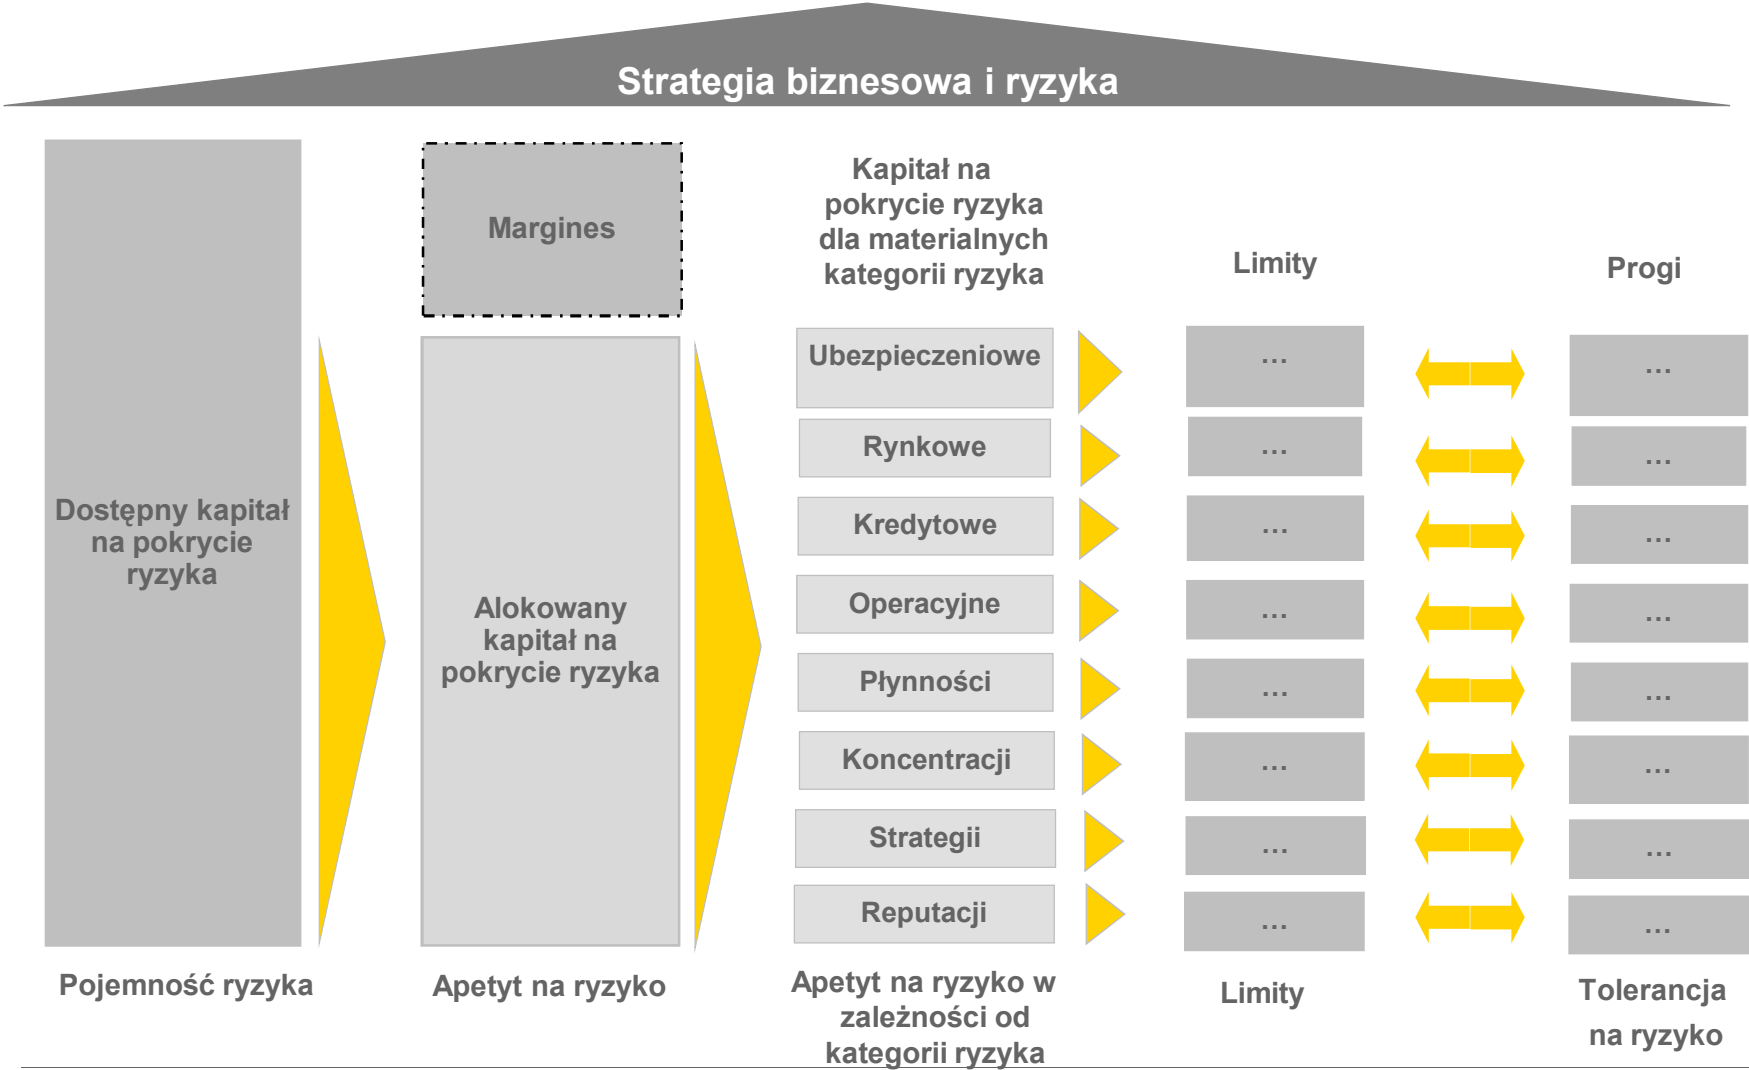 Strategia biznesowa i ryzyka
Dostępny kapitał
na pokrycie
ryzyka
Pojemność ryzyka
Margines
Alokowany
kapitał na
pokrycie ryzyka
Apetyt na ryzyko
Kapitał na
pokrycie ryzyka
dla materialnych
kategorii ryzyka
Ubezpieczeniowe
Rynkowe
Kredytowe
Operacyjne
Płynności
Koncentracji
Strategii
Reputacji
Apetyt na ryzyko w
zależności od
kategorii ryzyka
Limity
...
...
...
...
...
...
...
...
Limity
Progi
...
...
...
...
...
...
...
...
Tolerancja
na ryzyko